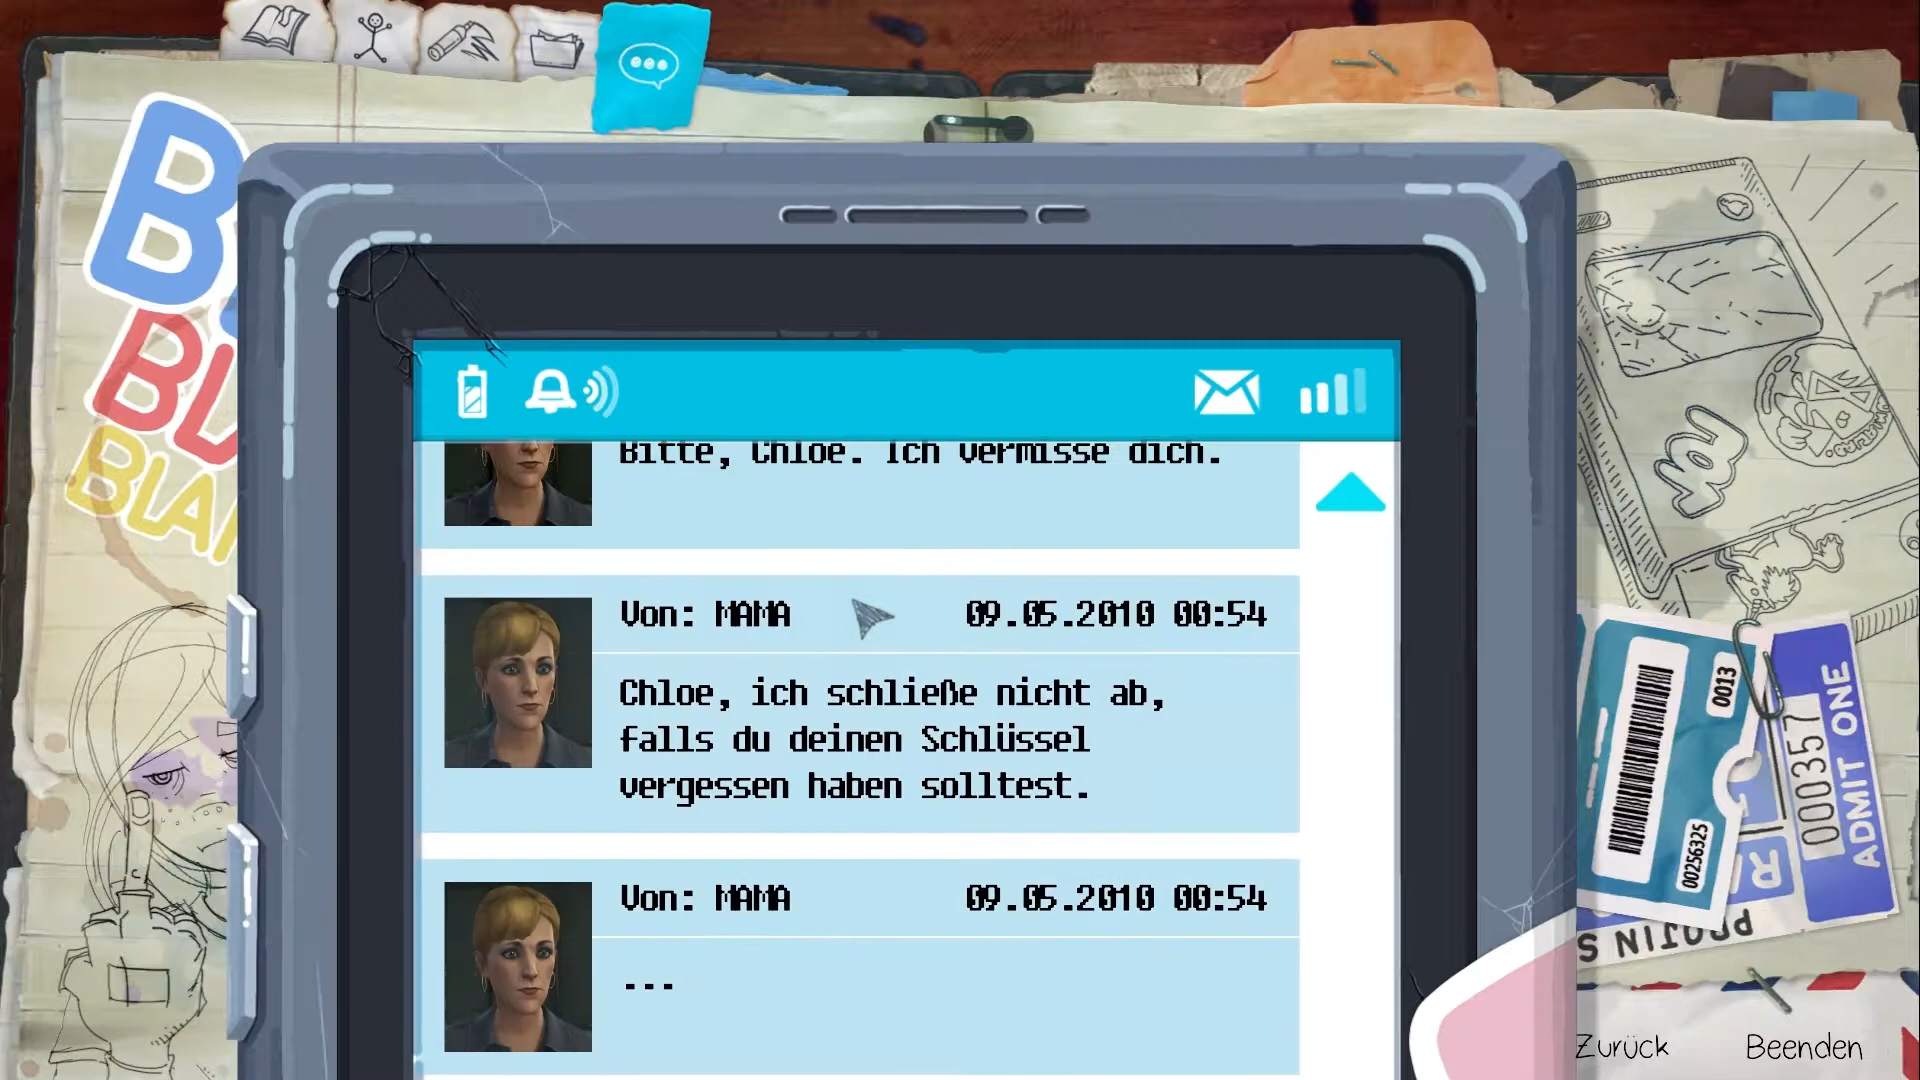 Bitte, Chloe. Ich vermisse dich.
Von: MAMA 09.05.2010 00:54
Chloe, ich schließe nicht ab,
falls du deinen Schlüssel
vergessen haben solltest.
Von: MAMA 09.05.2010 00:54
...
0013
00256325
000357
ADMIT ONE
Zurück Beenden